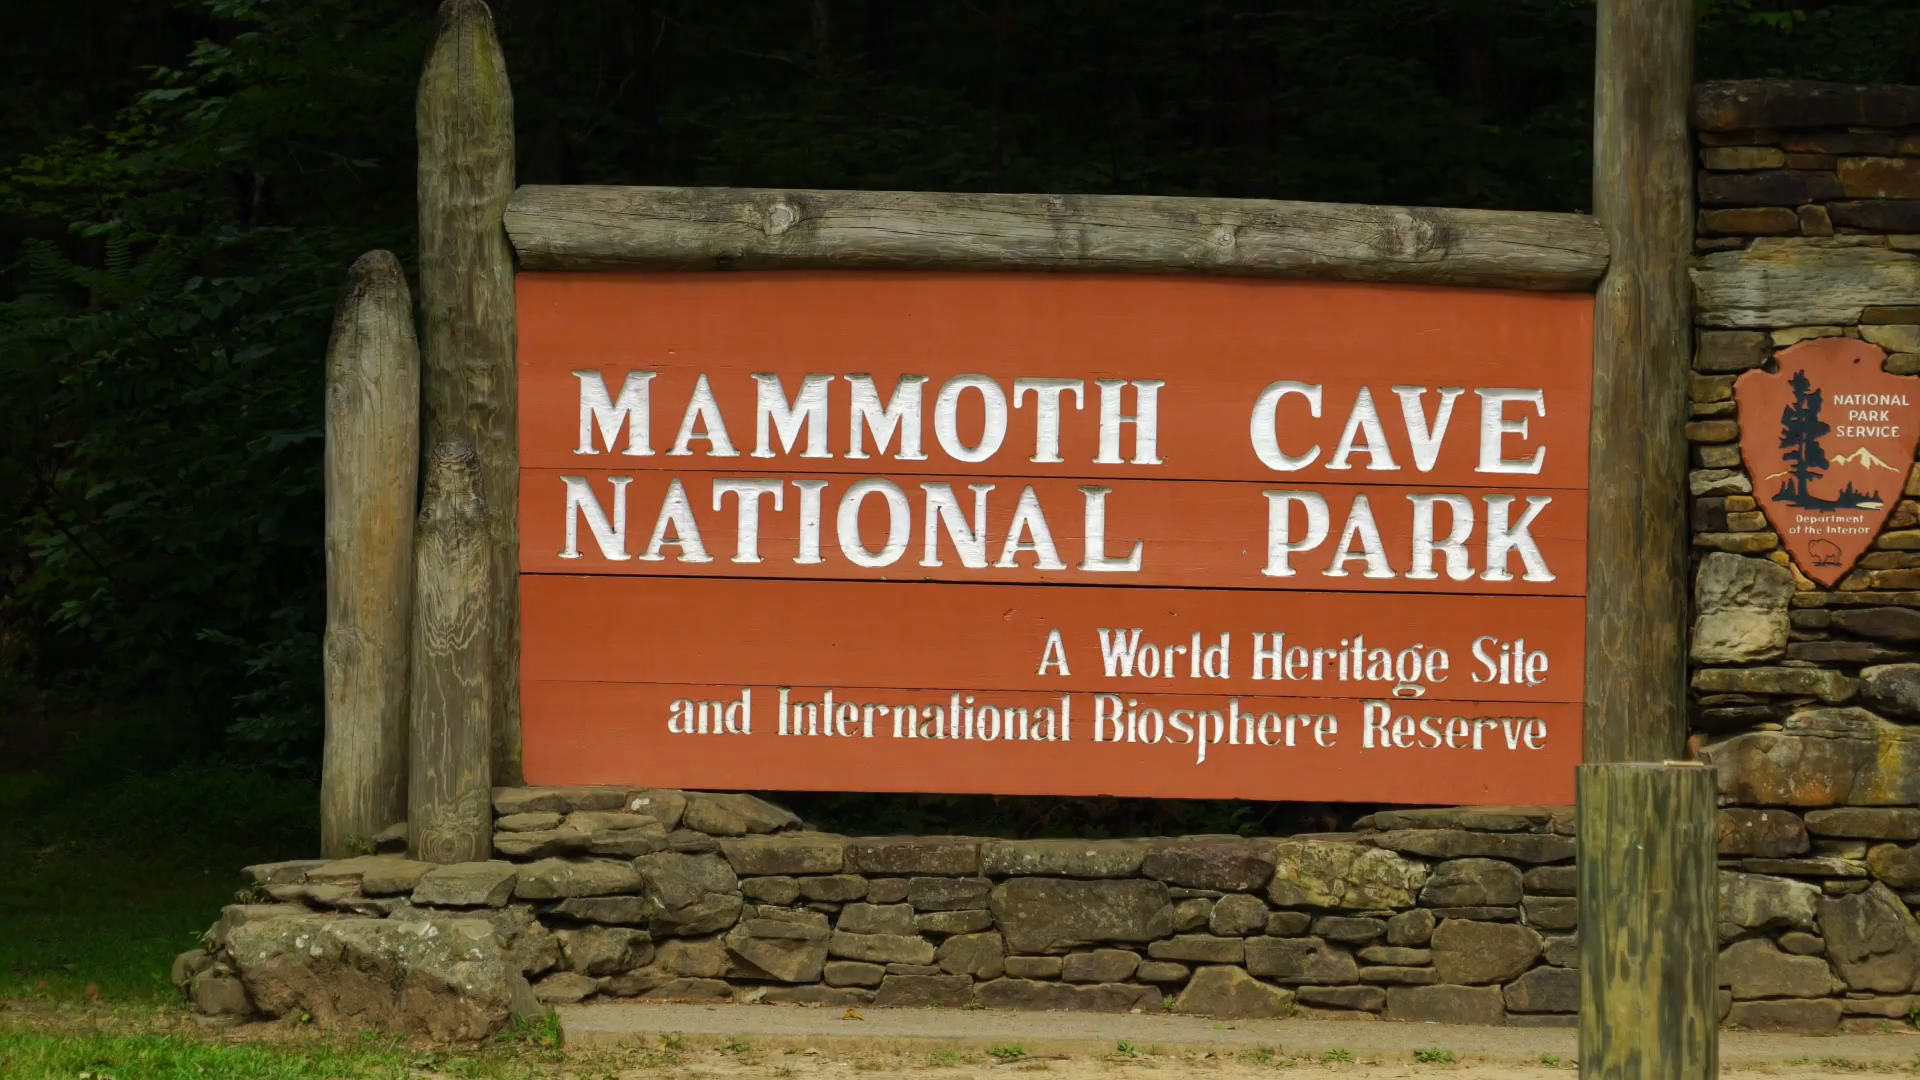 MAMMOTH CAVE
NATIONAL PARK
A World Heritage Site
and International Biosphere Reserve
NATIONAL
PARK
SERVICE
Department
of the Interior